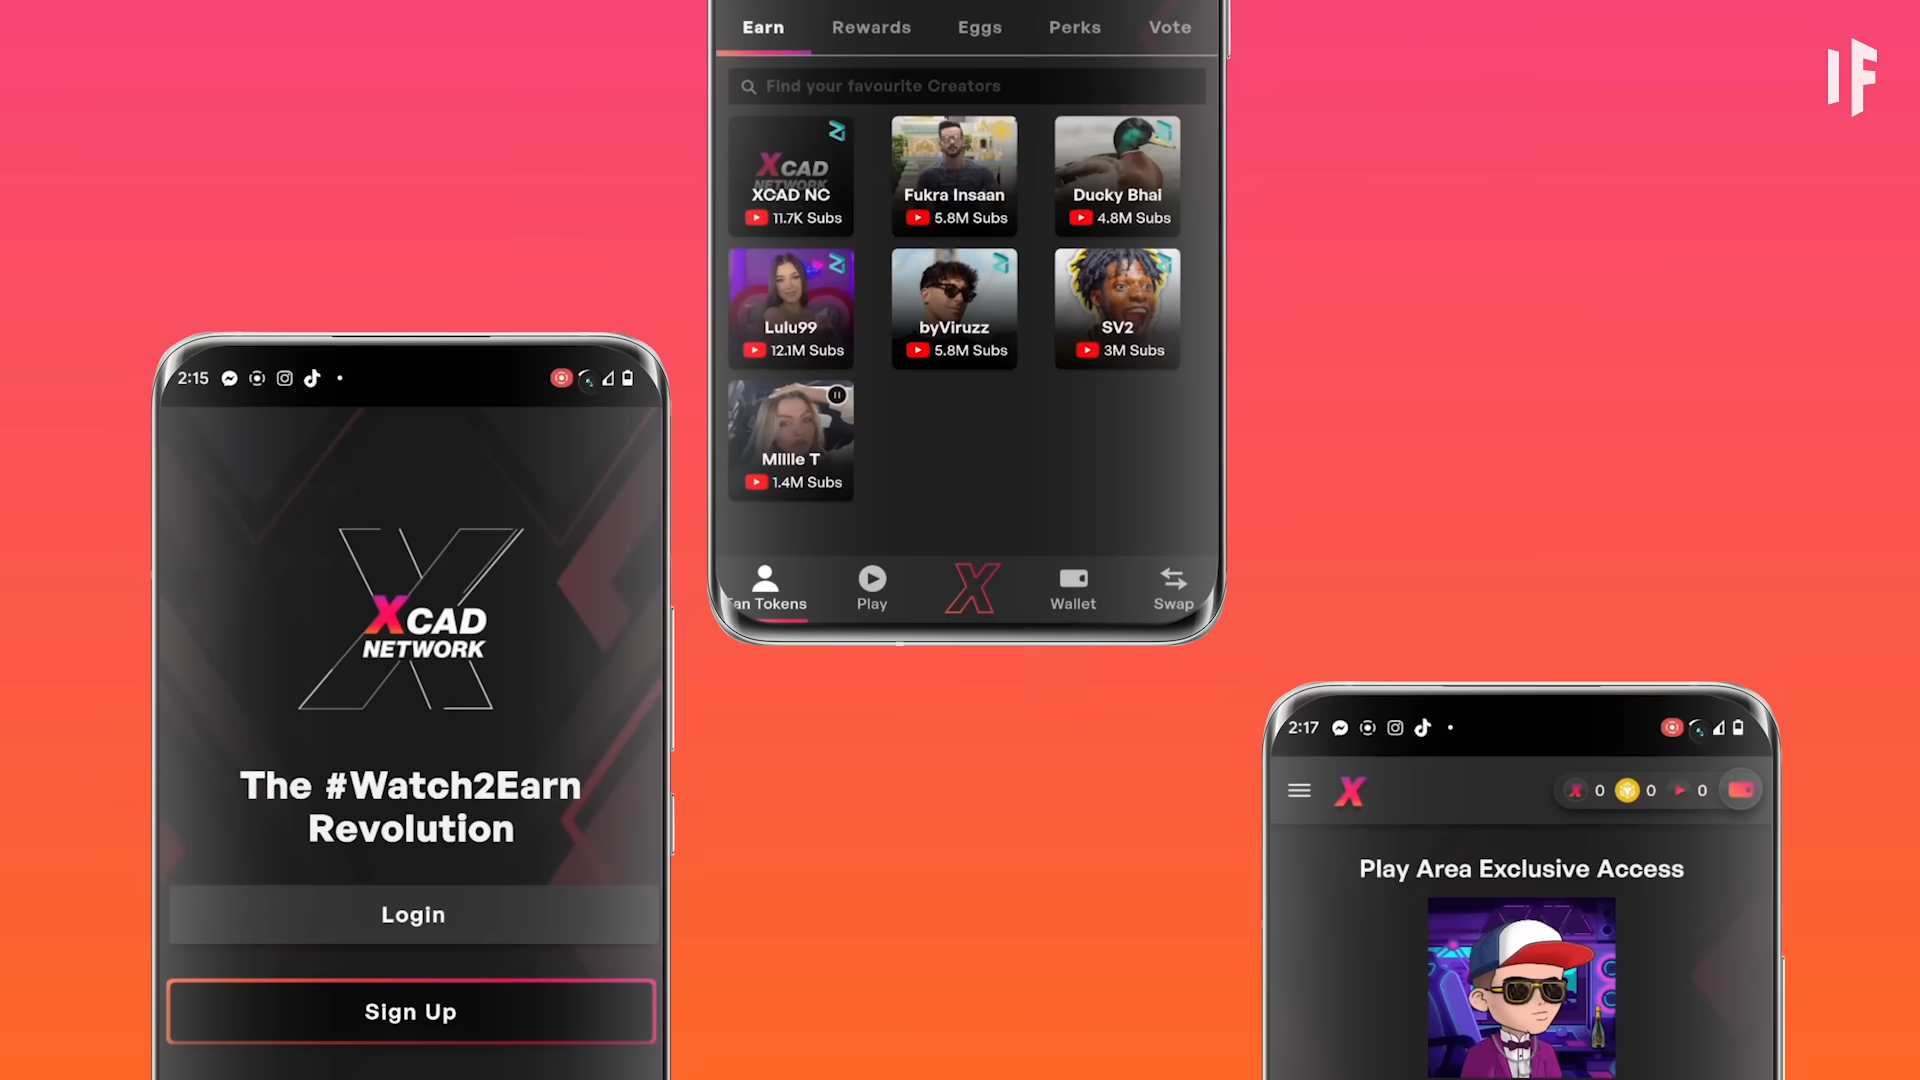 Earn Rewards Eggs Perks Vote
Find your favourite Creators
XCAD
NETWORK
XCAD NC
11.7K Subs
Fukra Insaan
5.8M Subs
Ducky Bhai
4.8M Subs
Lulu99
12.1M Subs
byViruzz
5.8M Subs
SV2
3M Subs
Millie T
1.4M Subs
an Tokens Play Wallet Swap
IF
2:15
XCAD
NETWORK
The #Watch2Earn
Revolution
Login
Sign Up
2:17
X 0 0 0
Play Area Exclusive Access